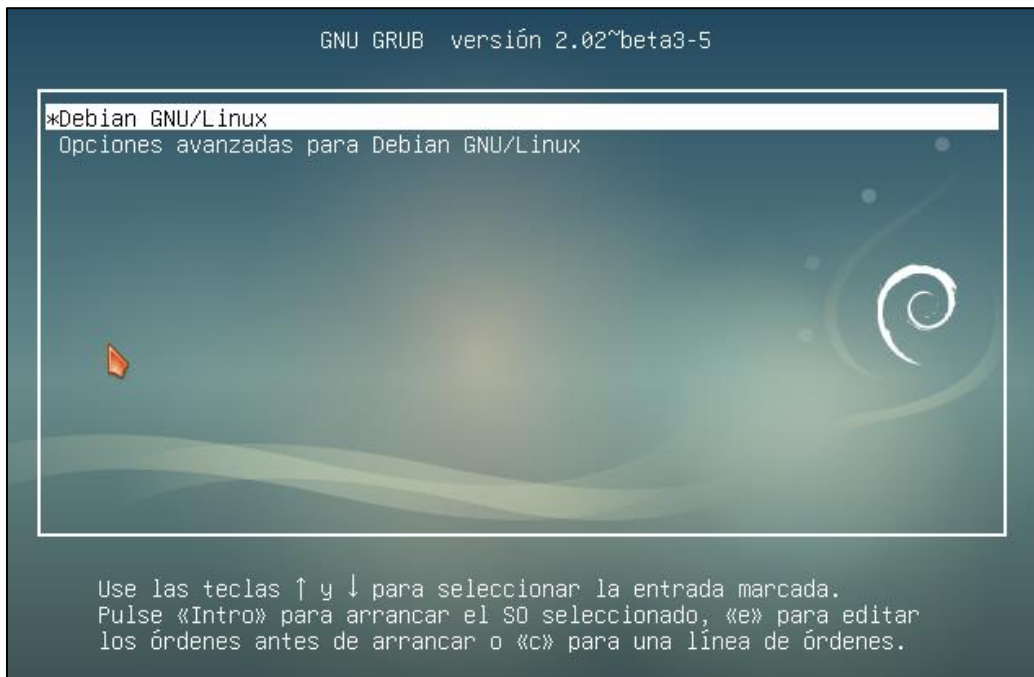 GNU GRUB  versión 2.02~beta3-5
*Debian GNU/Linux
Opciones avanzadas para Debian GNU/Linux
Use las teclas ↑ y ↓ para seleccionar la entrada marcada.
Pulse «Intro» para arrancar el SO seleccionado, «e» para editar
los órdenes antes de arrancar o «c» para una línea de órdenes.